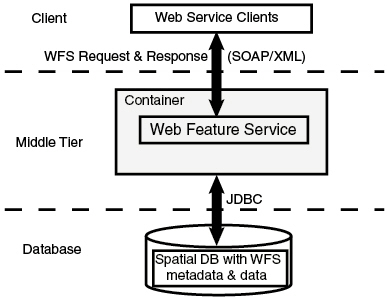 Client
Web Service Clients
WFS Request & Response (SOAP/XML)
Container
Web Feature Service
Middle Tier
JDBC
Database
Spatial DB with WFS
metadata & data